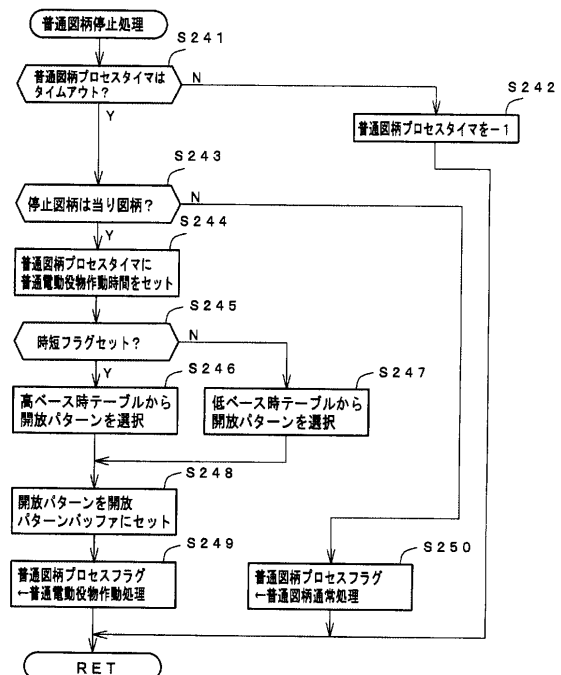 普通図柄停止処理
S241
普通図柄プロセスタイマは
タイムアウト?
N
S242
普通図柄プロセスタイマを-1
Y
S243
停止図柄は当り図柄?
N
S244
Y
普通図柄プロセスタイマに
普通電動役物作動時間をセット
S245
時短フラグセット?
N
Y
S246
高ベース時テーブルから
開放パターンを選択
S247
低ベース時テーブルから
開放パターンを選択
S248
開放パターンを開放
パターンバッファにセット
S249
普通図柄プロセスフラグ
←普通電動役物作動処理
S250
普通図柄プロセスフラグ
←普通図柄通常処理
RET